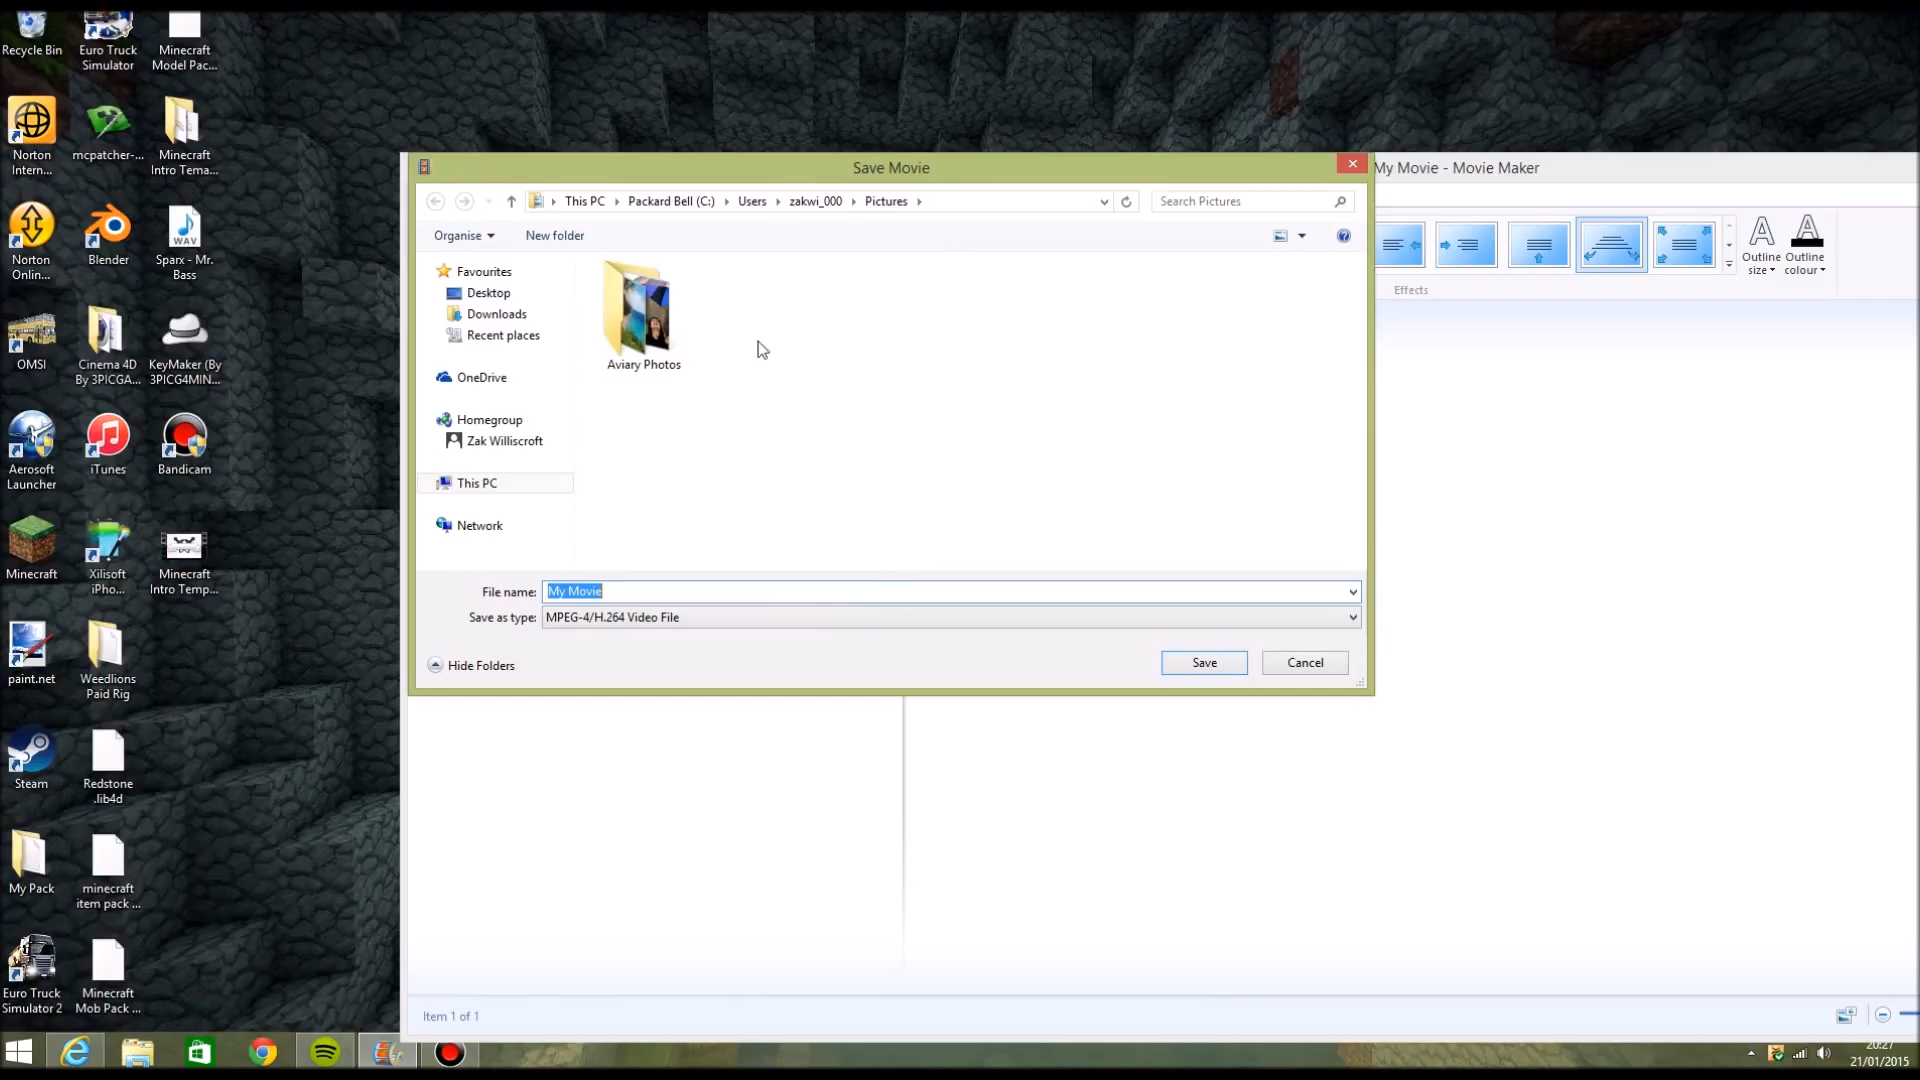 Recycle Bin
Euro Truck
Simulator
Minecraft
Model Pac...
Norton
Intern...
mcpatcher-...
Minecraft
Intro Tema...
Norton
Onlin...
Blender
WAV
Sparx - Mr.
Bass
OMSI
Cinema 4D
By 3PICGA...
KeyMaker (By
3PICG4MIN...
Aerosoft
Launcher
iTunes
Bandicam
Minecraft
Xilisoft
iPho...
Minecraft
Intro Temp...
paint.net
Weedlions
Paid Rig
Steam
Redstone
.lib4d
My Pack
minecraft
item pack ...
Euro Truck
Simulator 2
Minecraft
Mob Pack ...
Save Movie
My Movie - Movie Maker
This PC
Packard Bell (C:)
Users
zakwi_000
Pictures
Search Pictures
Organise
New folder
Favourites
Desktop
Downloads
Recent places
OneDrive
Homegroup
Zak Williscroft
This PC
Network
Aviary Photos
File name: My Movie
Save as type: MPEG-4/H.264 Video File
Hide Folders
Save
Cancel
A
Outline
size
A
Outline
colour
Effects
Item 1 of 1
20:27
21/01/2015